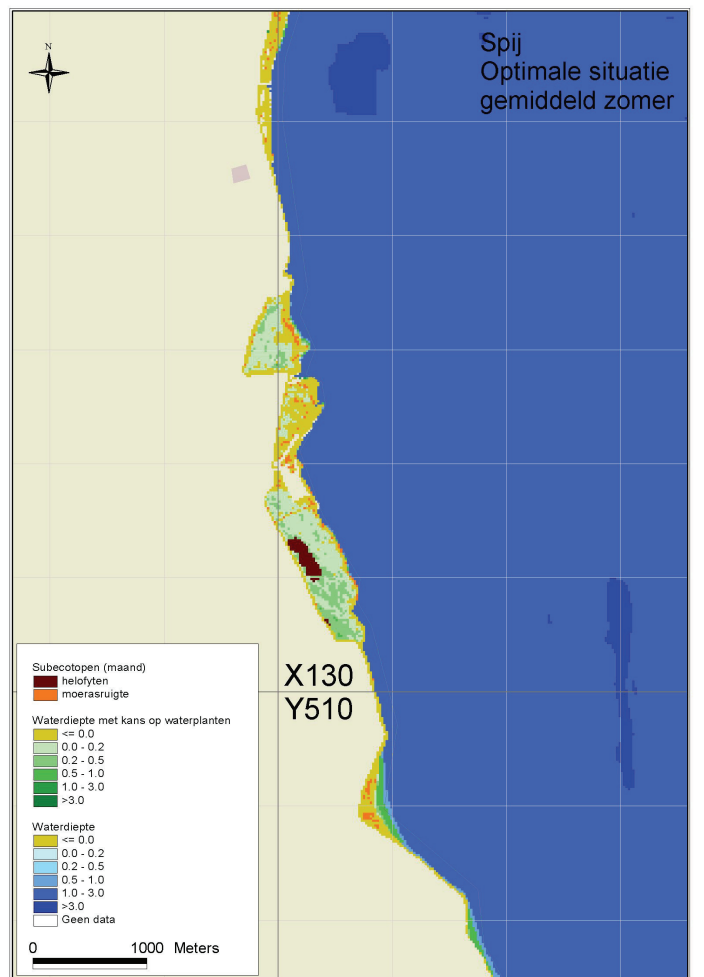 N
Spij
Optimale situatie
gemiddeld zomer
X130
Y510
Subecotopen (maand)
helofyten
moerasruigte
Waterdiepte met kans op waterplanten
<= 0.0
0.0 - 0.2
0.2 - 0.5
0.5 - 1.0
1.0 - 3.0
>3.0
Waterdiepte
<= 0.0
0.0 - 0.2
0.2 - 0.5
0.5 - 1.0
1.0 - 3.0
>3.0
Geen data
0 1000 Meters